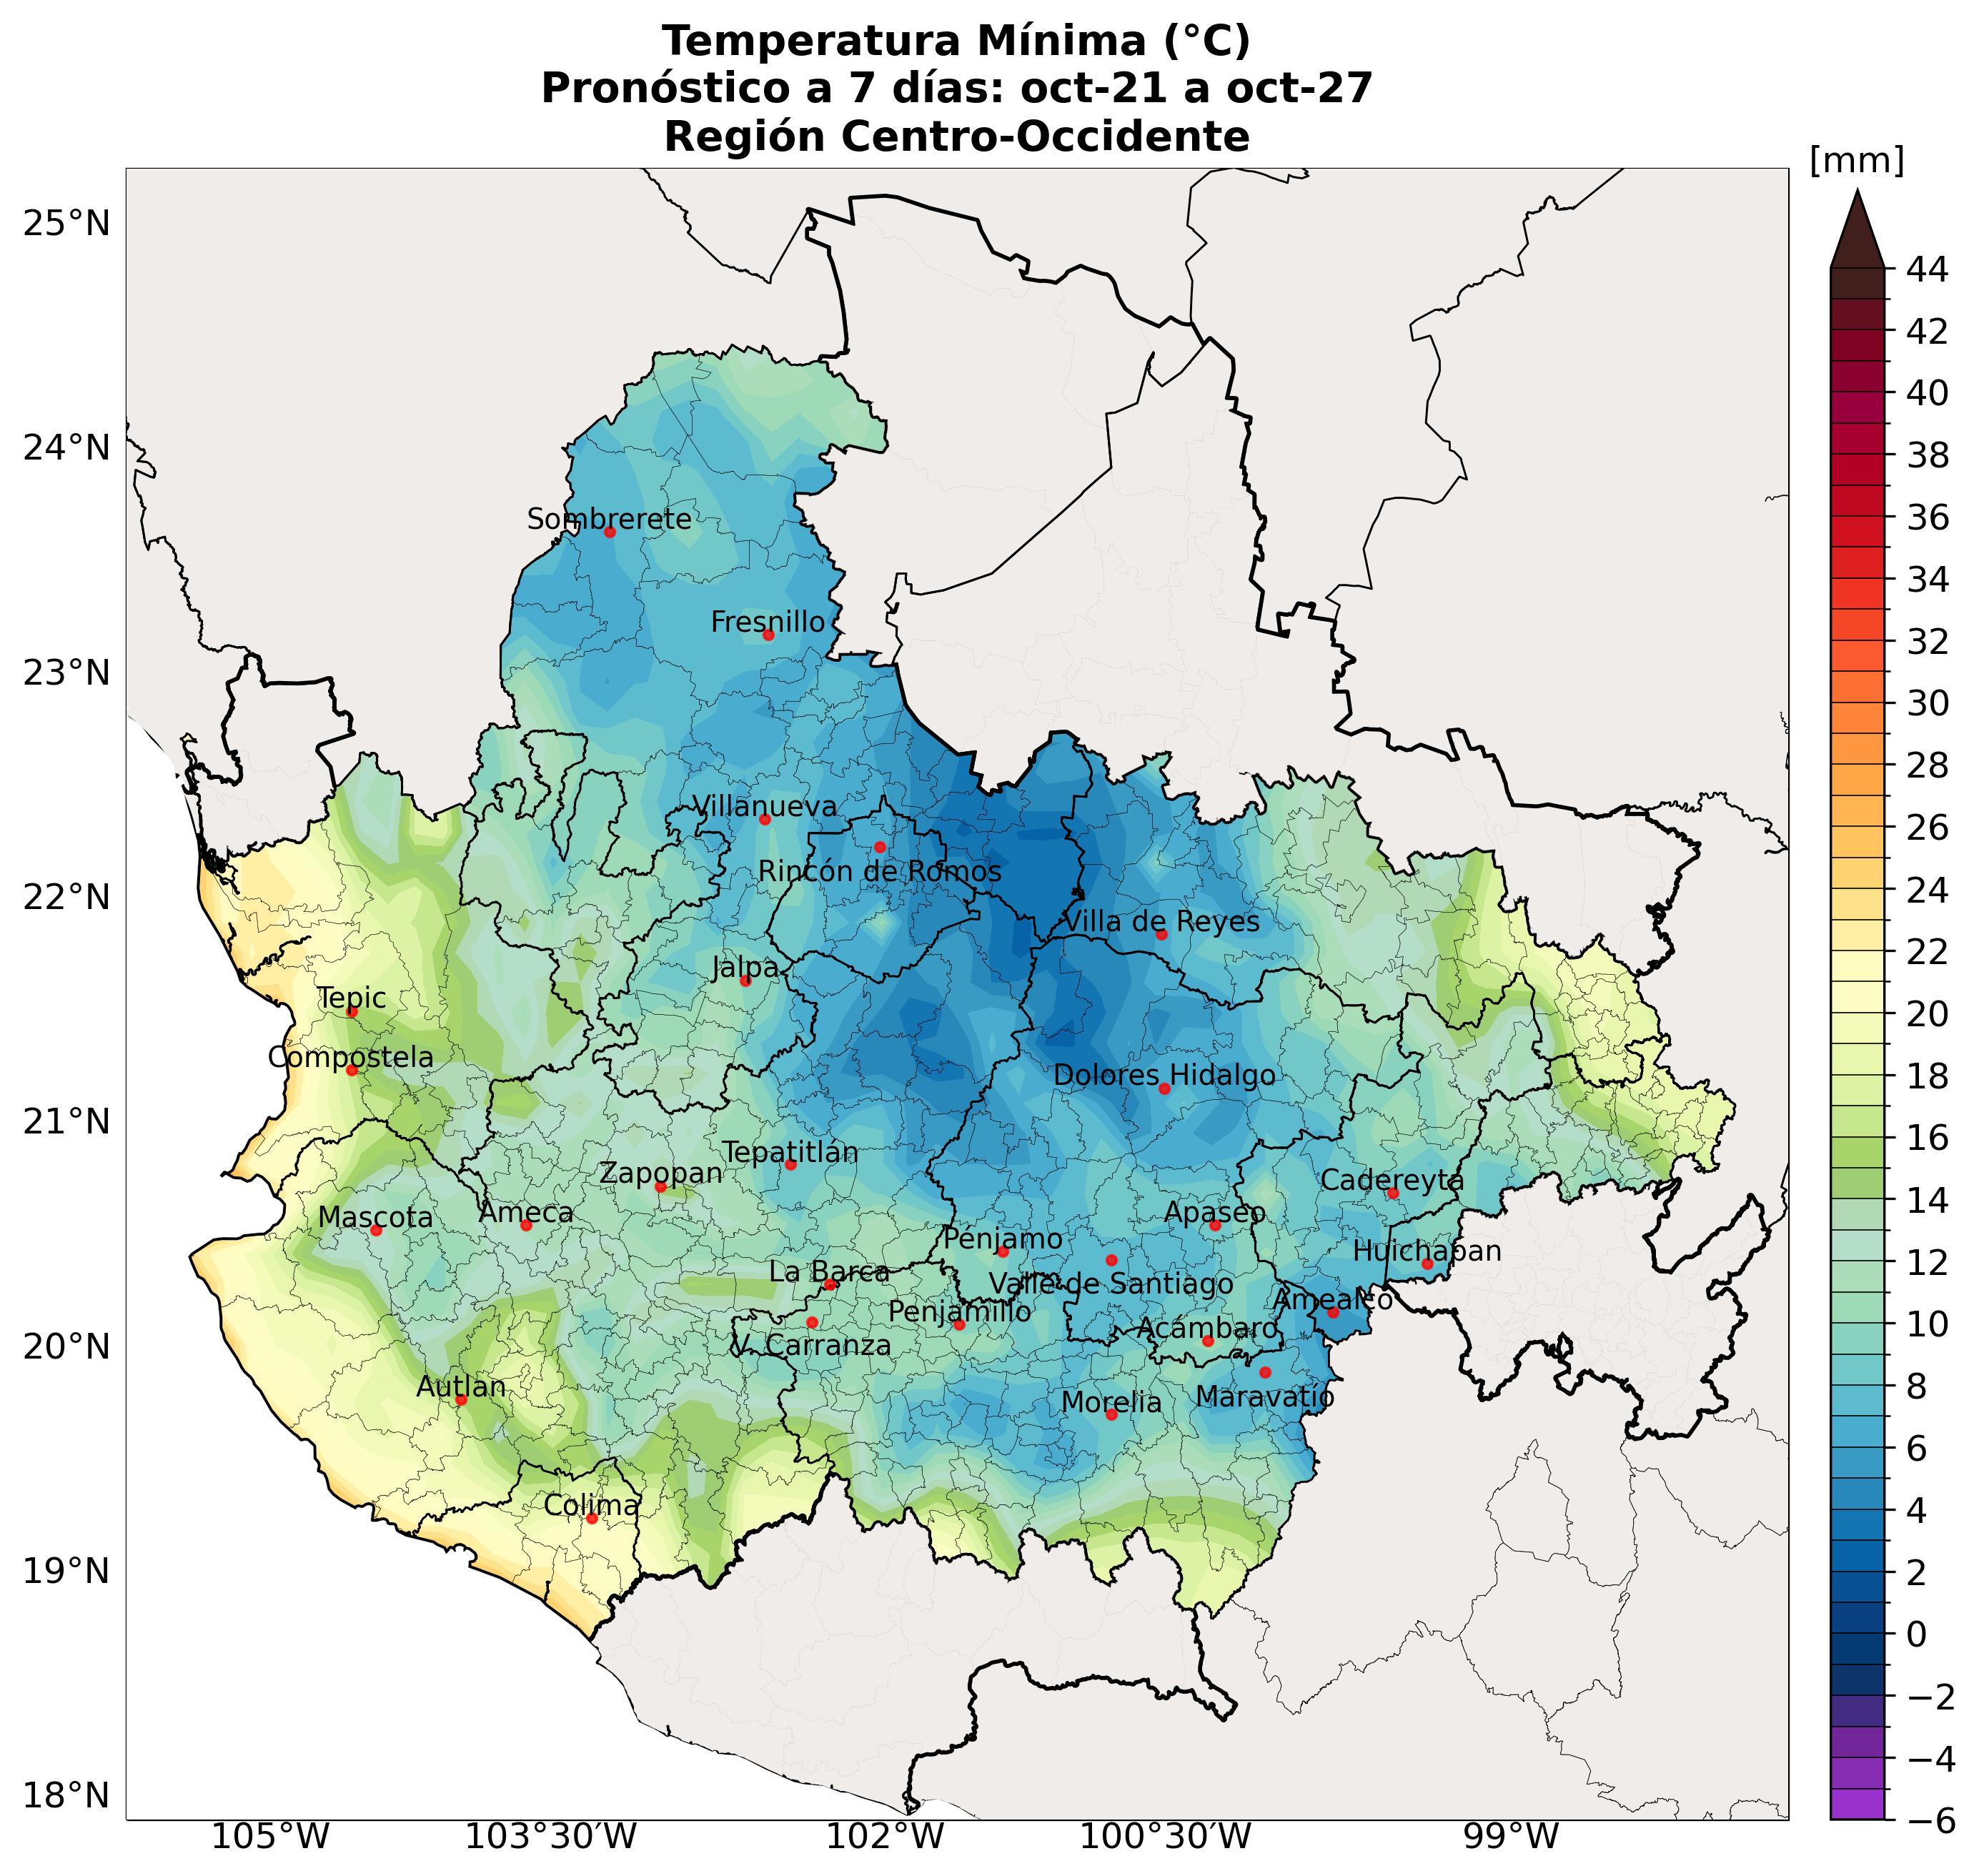 Temperatura Mínima (°C)
Pronóstico a 7 días: oct-21 a oct-27
Región Centro-Occidente
[mm]
25°N
24°N
23°N
22°N
21°N
20°N
19°N
18°N
105°W
103°30′W
102°W
100°30′W
99°W
Sombrerete
Fresnillo
Villanueva
Rincón de Romos
Villa de Reyes
Jalpa
Tepic
Compostela
Dolores Hidalgo
Tepatitlán
Zapopan
Cadereyta
Mascota
Ameca
Apaseo
Pénjamo
Huichapan
La Barca
Valle de Santiago
Amealco
Penjamillo
Acámbaro
V. Carranza
Autlan
Morelia
Maravatío
Colima
44
42
40
38
36
34
32
30
28
26
24
22
20
18
16
14
12
10
8
6
4
2
0
−2
−4
−6